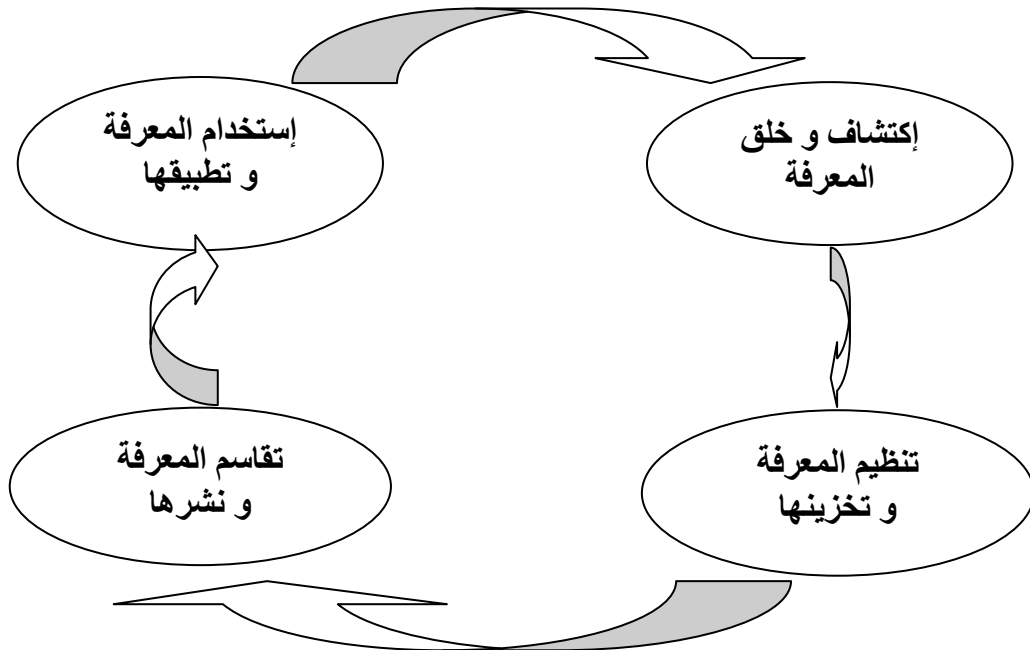 إكتشاف و خلق
المعرفة
تنظيم المعرفة
و تخزينها
تقاسم المعرفة
و نشرها
إستخدام المعرفة
و تطبيقها